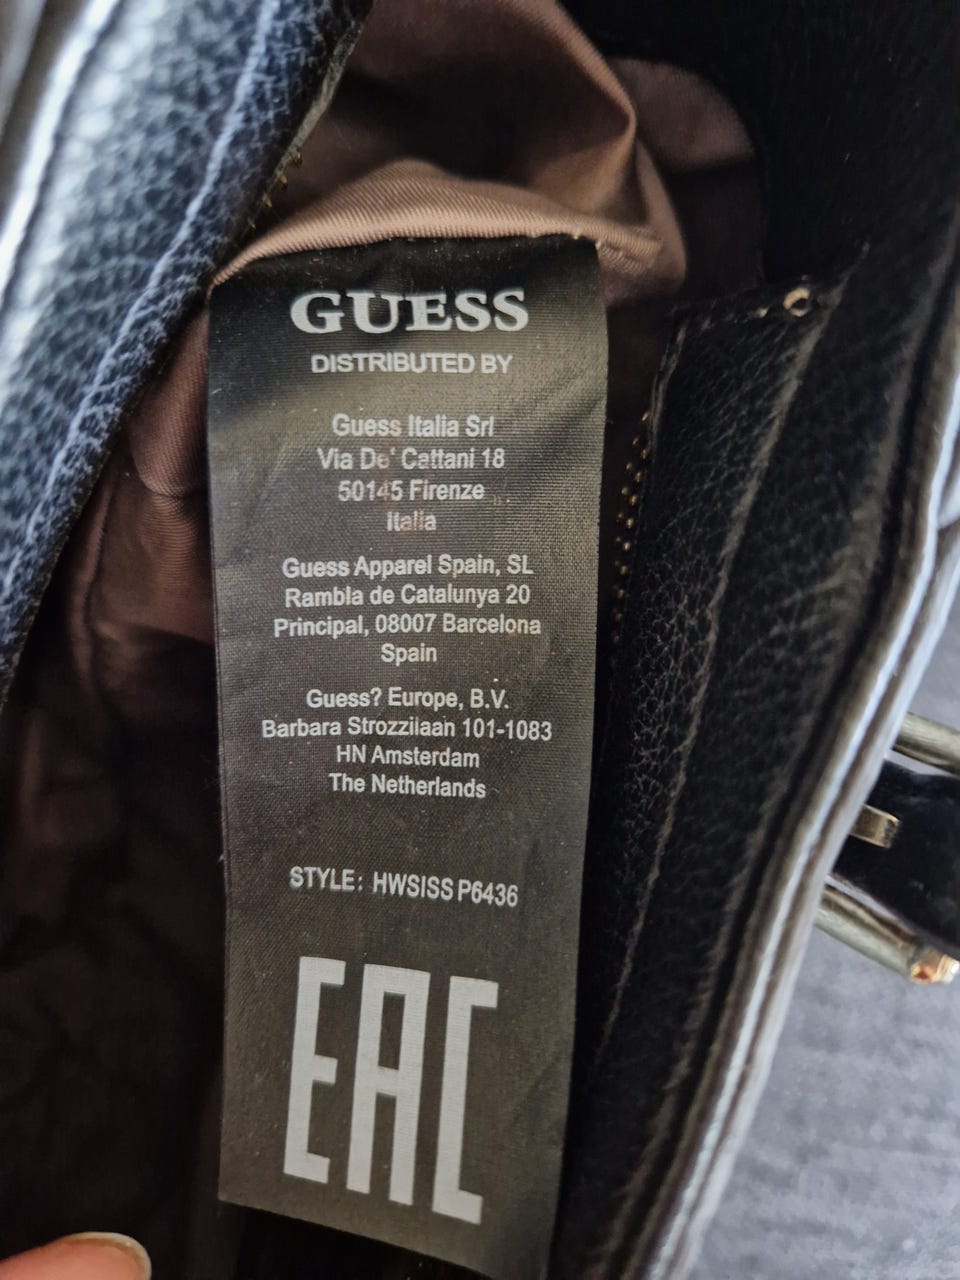 GUESS
DISTRIBUTED BY
Guess Italia Srl
Via De' Cattani 18
50145 Firenze
Italia
Guess Apparel Spain, SL
Rambla de Catalunya 20
Principal, 08007 Barcelona
Spain
Guess? Europe, B.V.
Barbara Strozzilaan 101-1083
HN Amsterdam
The Netherlands
STYLE: HWSISS P6436
EAC